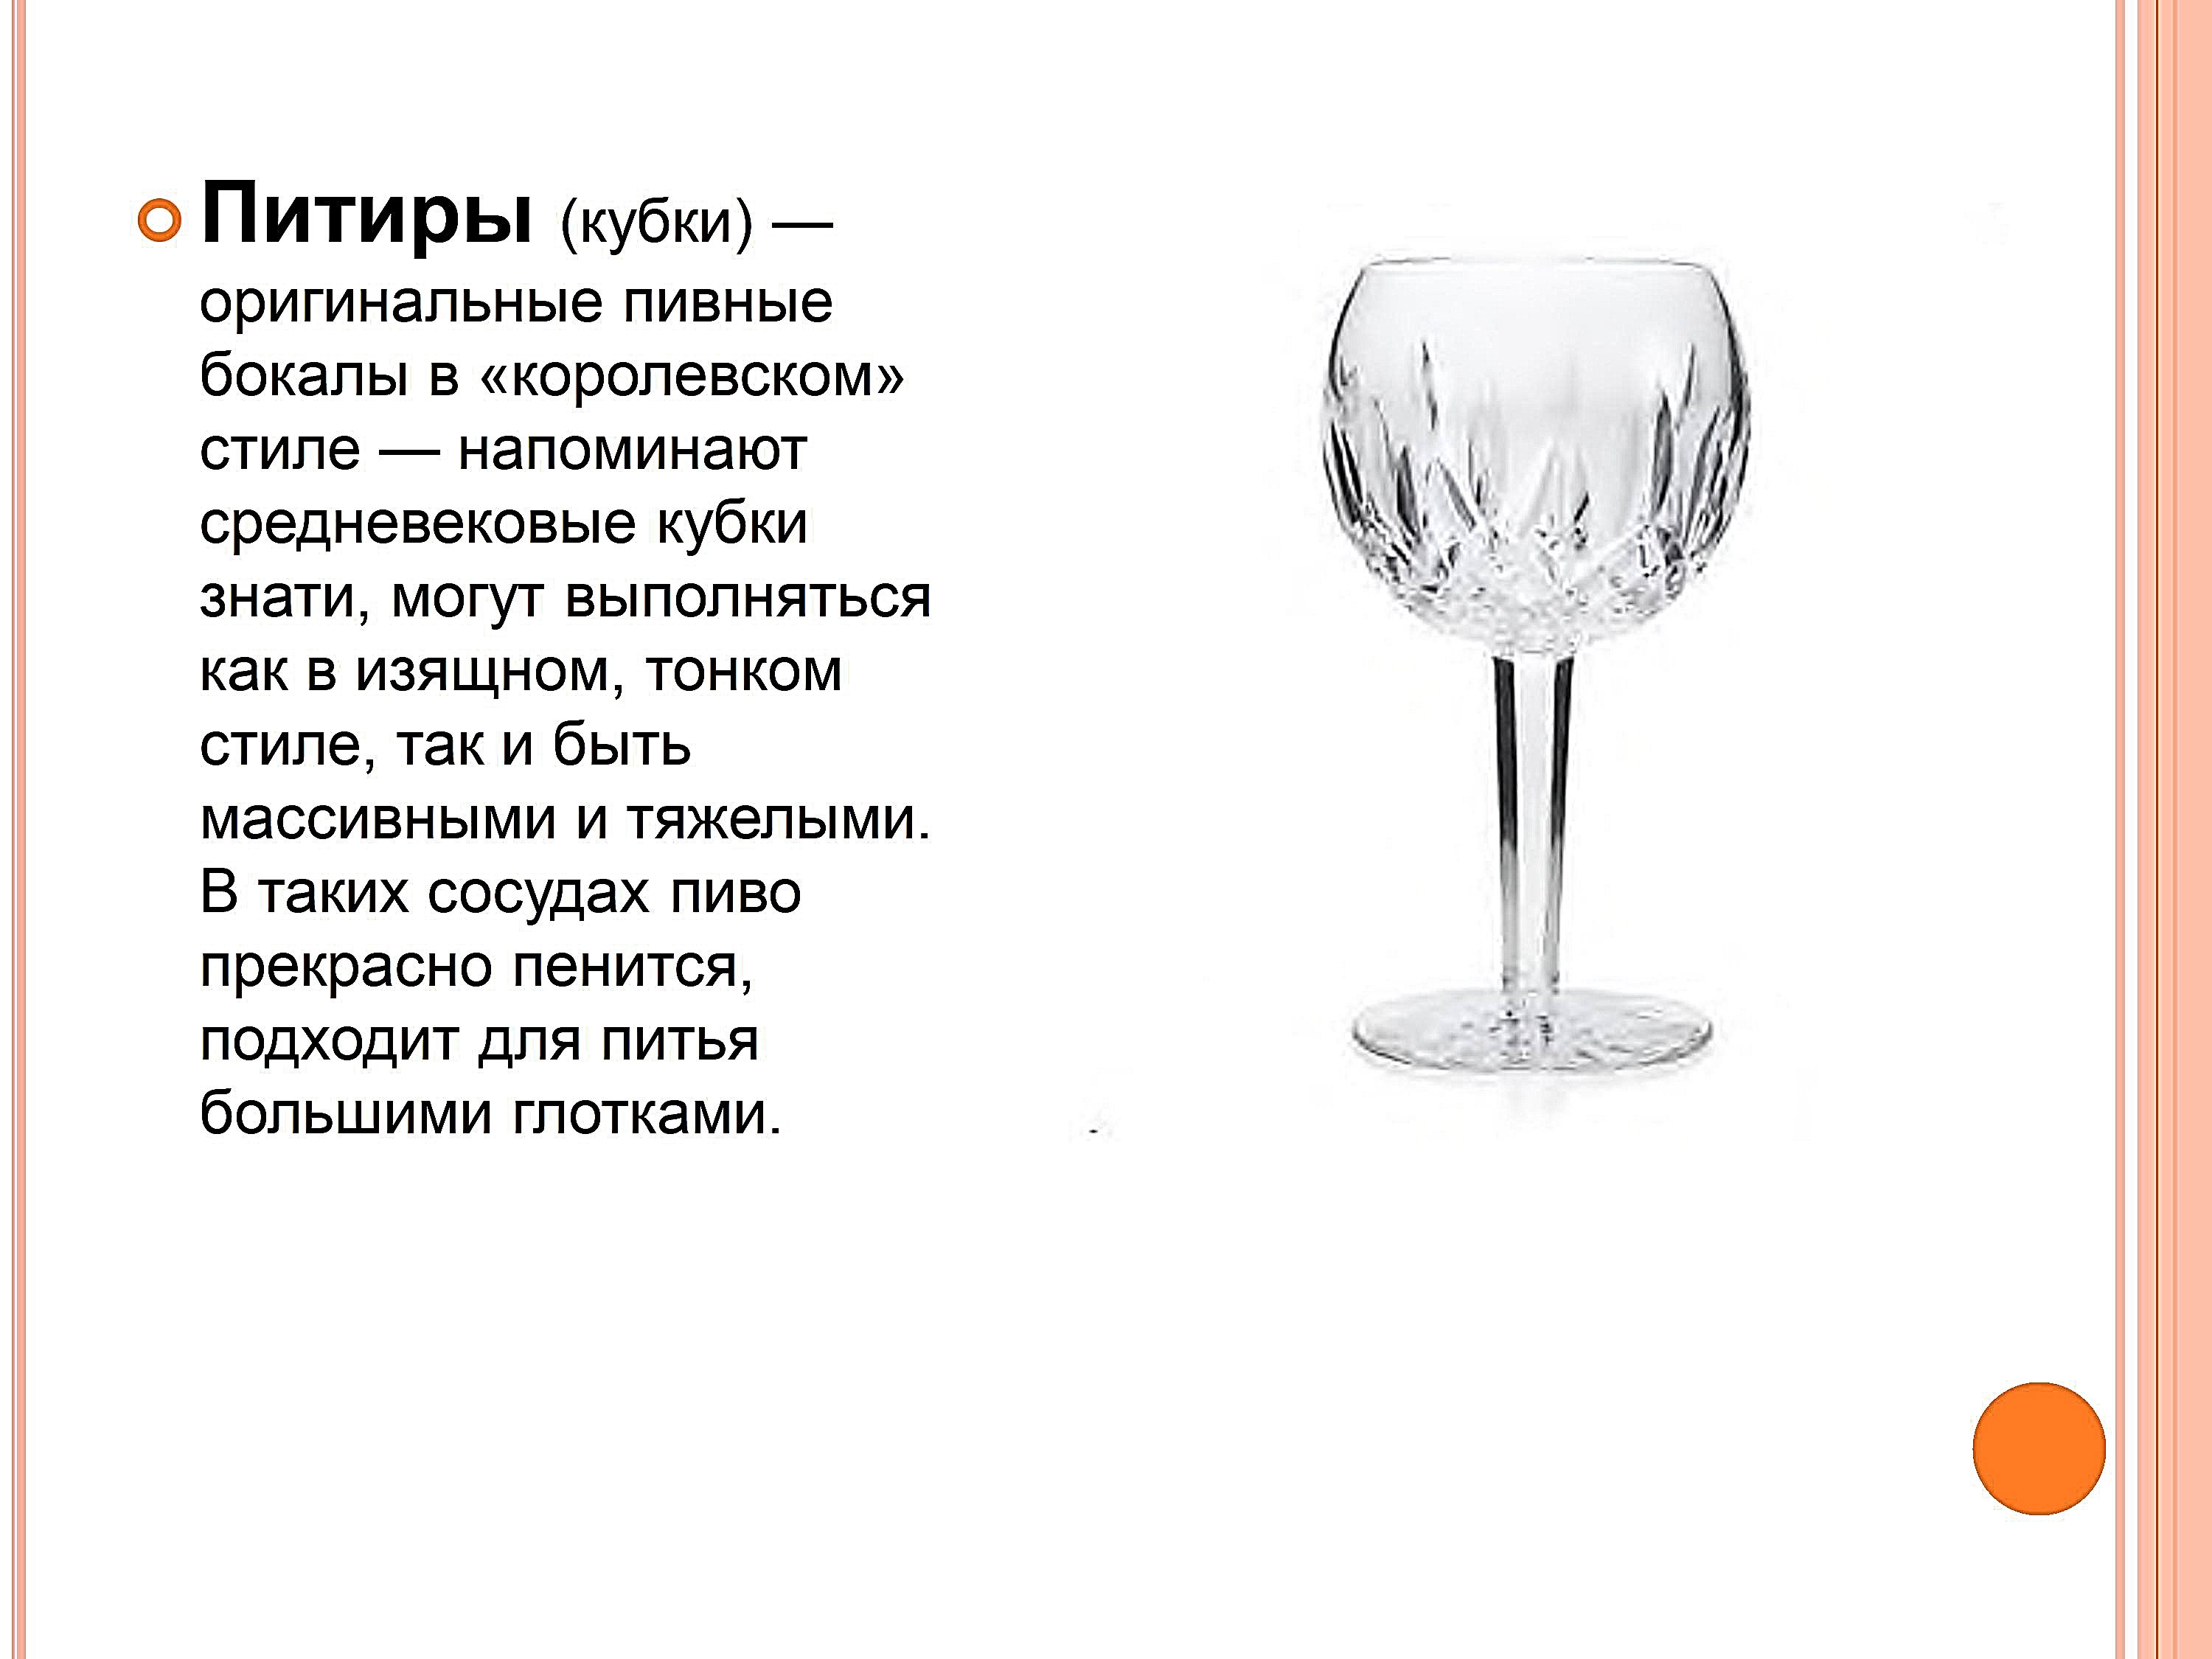 Питиры (кубки) —
оригинальные пивные
бокалы в «королевском»
стиле — напоминают
средневековые кубки
знати, могут выполняться
как в изящном, тонком
стиле, так и быть
массивными и тяжелыми.
В таких сосудах пиво
прекрасно пенится,
подходит для питья
большими глотками.